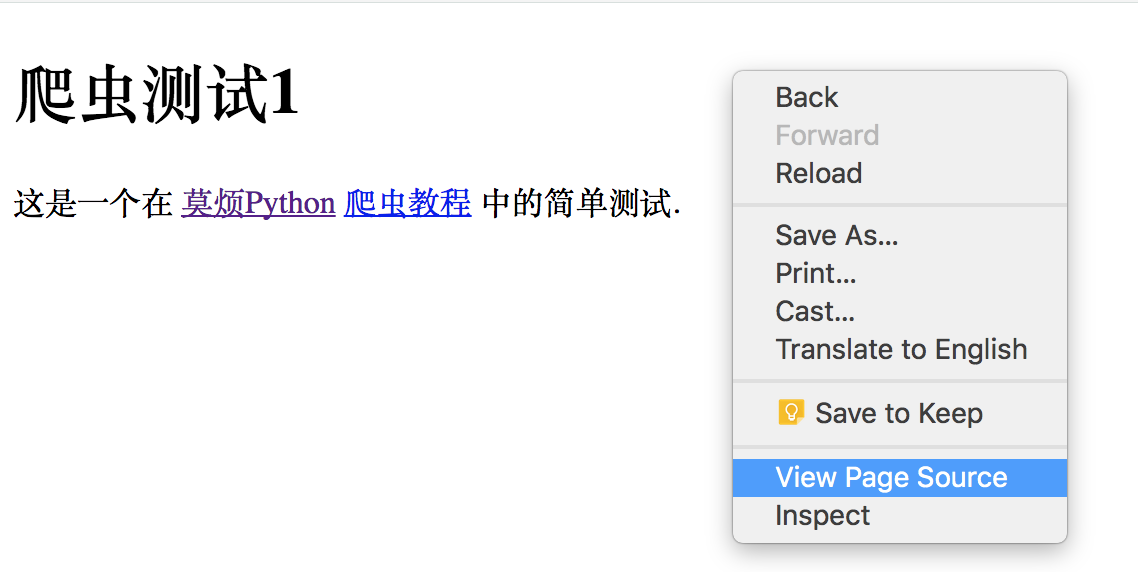 爬虫测试1
这是一个在 莫烦Python 爬虫教程 中的简单测试.
Back
Forward
Reload
Save As...
Print...
Cast...
Translate to English
Save to Keep
View Page Source
Inspect